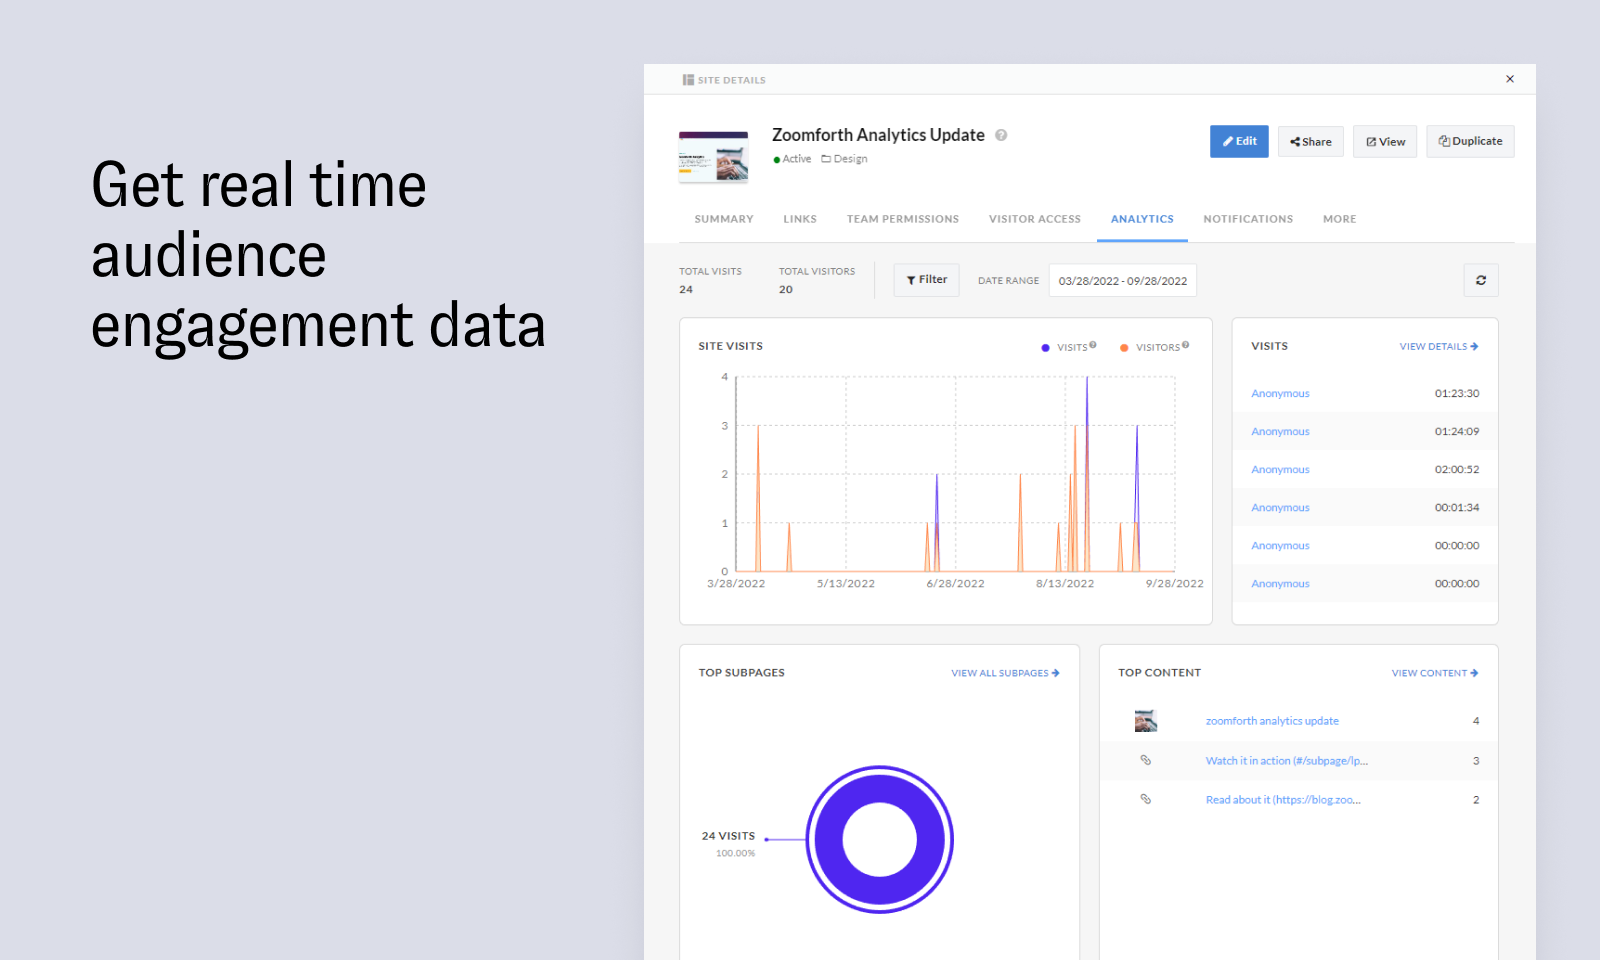 Get real time
audience
engagement data
SITE DETAILS
Zoomforth Analytics Update
Active Design
Edit
Share
View
Duplicate
SUMMARY LINKS TEAM PERMISSIONS VISITOR ACCESS ANALYTICS NOTIFICATIONS MORE
TOTAL VISITS
24
TOTAL VISITORS
20
Filter
DATE RANGE
03/28/2022 - 09/28/2022
SITE VISITS
VISITS
VISITORS
4
3
2
1
0
3/28/2022 5/13/2022 6/28/2022 8/13/2022 9/28/2022
VISITS
VIEW DETAILS
Anonymous 01:23:30
Anonymous 01:24:09
Anonymous 02:00:52
Anonymous 00:01:34
Anonymous 00:00:00
Anonymous 00:00:00
TOP SUBPAGES
VIEW ALL SUBPAGES
24 VISITS
100.00%
TOP CONTENT
VIEW CONTENT
zoomforth analytics update 4
Watch it in action (#/subpage/lp... 3
Read about it (https://blog.zoo... 2